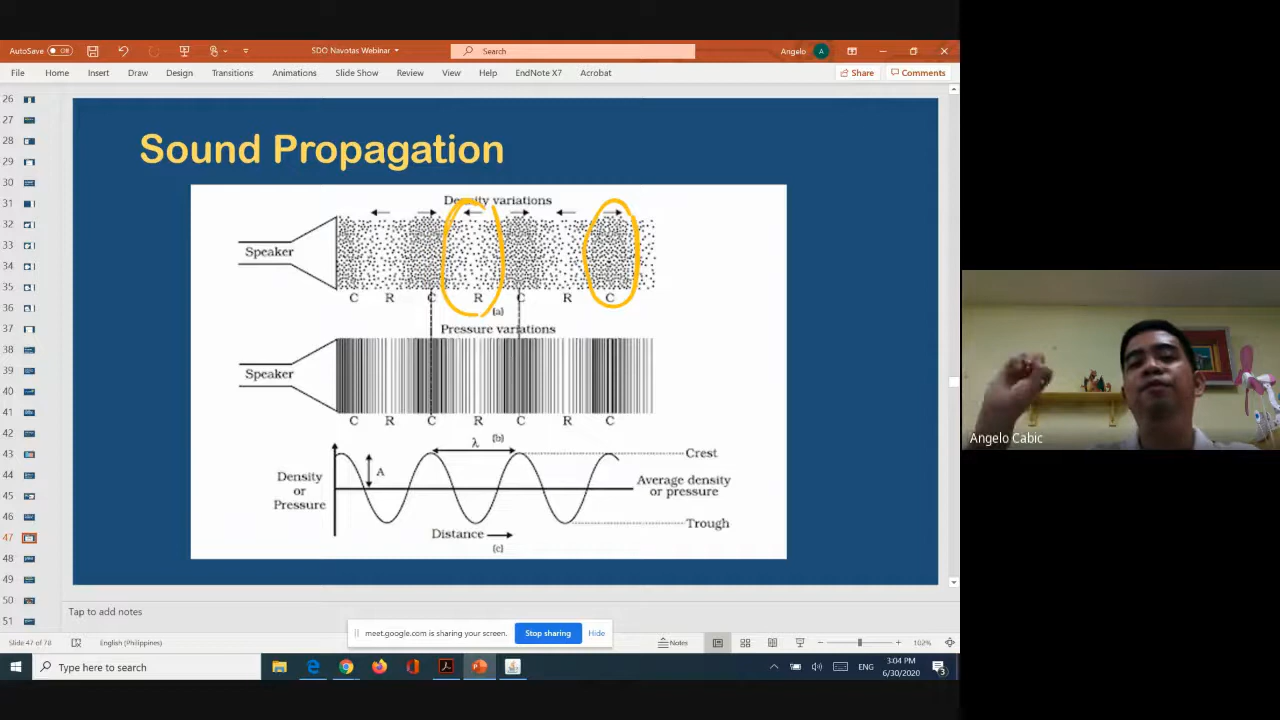 AutoSave Off SDO Navotas Webinar Search Angelo A
File Home Insert Draw Design Transitions Animations Slide Show Review View Help EndNote X7 Acrobat Share Comments
26
27
28
29
30
31
32
33
34
35
36
37
38
39
40
41
42
43
44
45
46
47
48
49
50
51
Sound Propagation
Density variations
Speaker
C R C R C R C
(a)
Pressure variations
Speaker
C R C R C R C
(b)
λ
A
Crest
Density
or
Pressure
Average density
or pressure
Trough
Distance
(c)
Angelo Cabic
Tap to add notes
meet.google.com is sharing your screen. Stop sharing Hide
Slide 47 of 78 English (Philippines) Notes 102%
Type here to search ENG 3:04 PM
6/30/2020 3